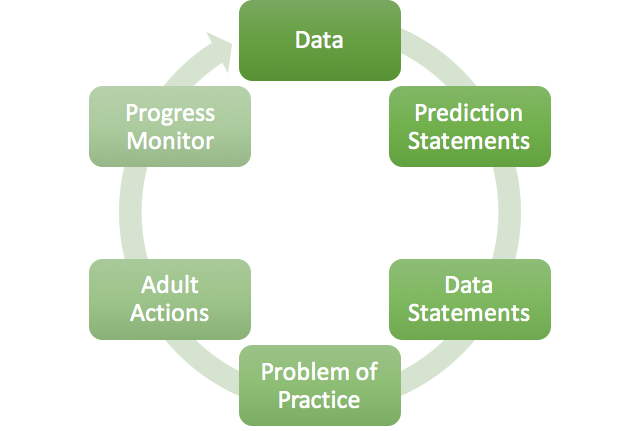 Data
Prediction
Statements
Data
Statements
Problem of
Practice
Adult
Actions
Progress
Monitor